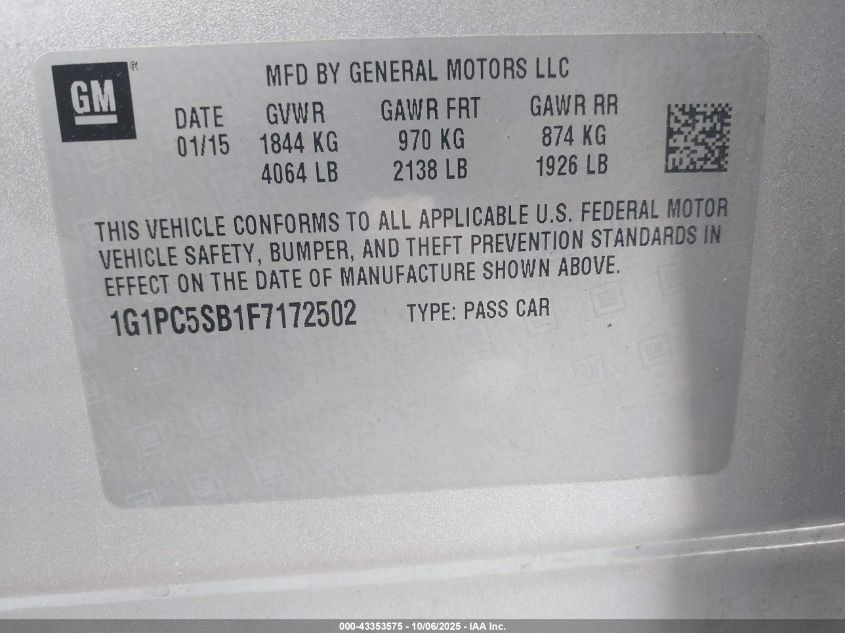 GM ®
MFD BY GENERAL MOTORS LLC
DATE GVWR GAWR FRT GAWR RR
01/15 1844 KG 970 KG 874 KG
4064 LB 2138 LB 1926 LB
THIS VEHICLE CONFORMS TO ALL APPLICABLE U.S. FEDERAL MOTOR
VEHICLE SAFETY, BUMPER, AND THEFT PREVENTION STANDARDS IN
EFFECT ON THE DATE OF MANUFACTURE SHOWN ABOVE.
1G1PC5SB1F7172502 TYPE: PASS CAR
000-43353575 - 10/06/2025 - IAA Inc.